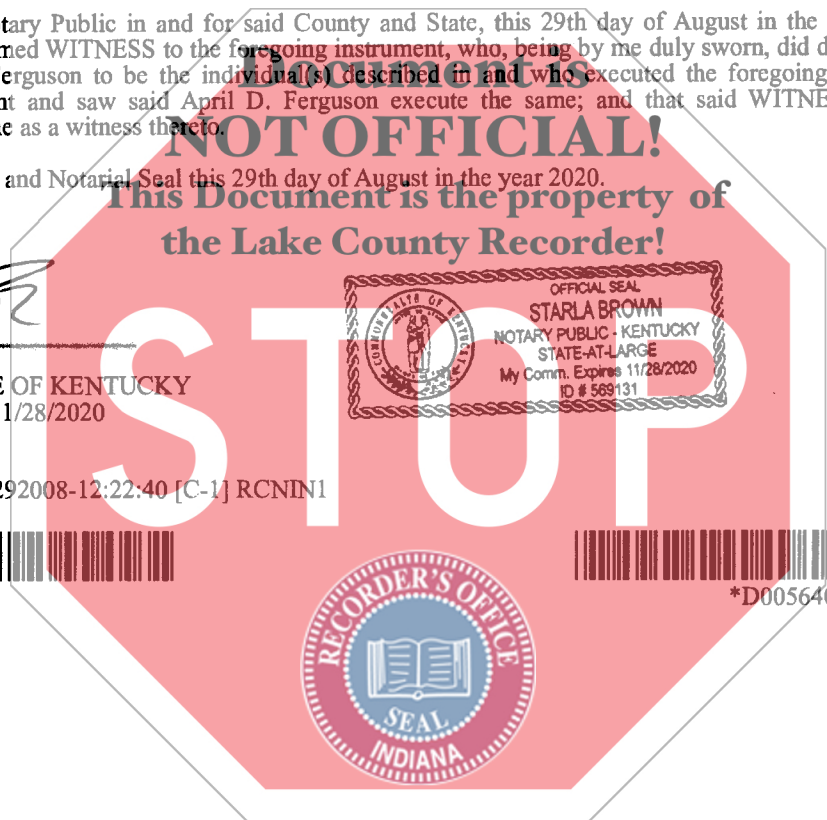 tary Public in and for said County and State, this 29th day of August in the
ned WITNESS to the foregoing instrument, who, being by me duly sworn, did d
erguson to be the individual(s) described in and who executed the foregoing
nt and saw said April D. Ferguson execute the same; and that said WITNE
e as a witness thereto.
Document is
NOT OFFICIAL!
and Notarial Seal this 29th day of August in the year 2020.
This Document is the property of
the Lake County Recorder!
COMMONWEALTH OF KENTUCKY
OFFICIAL SEAL
STARLA BROWN
NOTARY PUBLIC - KENTUCKY
STATE-AT-LARGE
My Comm. Expires 11/28/2020
ID # 569131
STOP
E OF KENTUCKY
1/28/2020
292008-12:22:40 [C-1] RCNIN1
*D00564
RECORDER'S OFFICE
SEAL
INDIANA